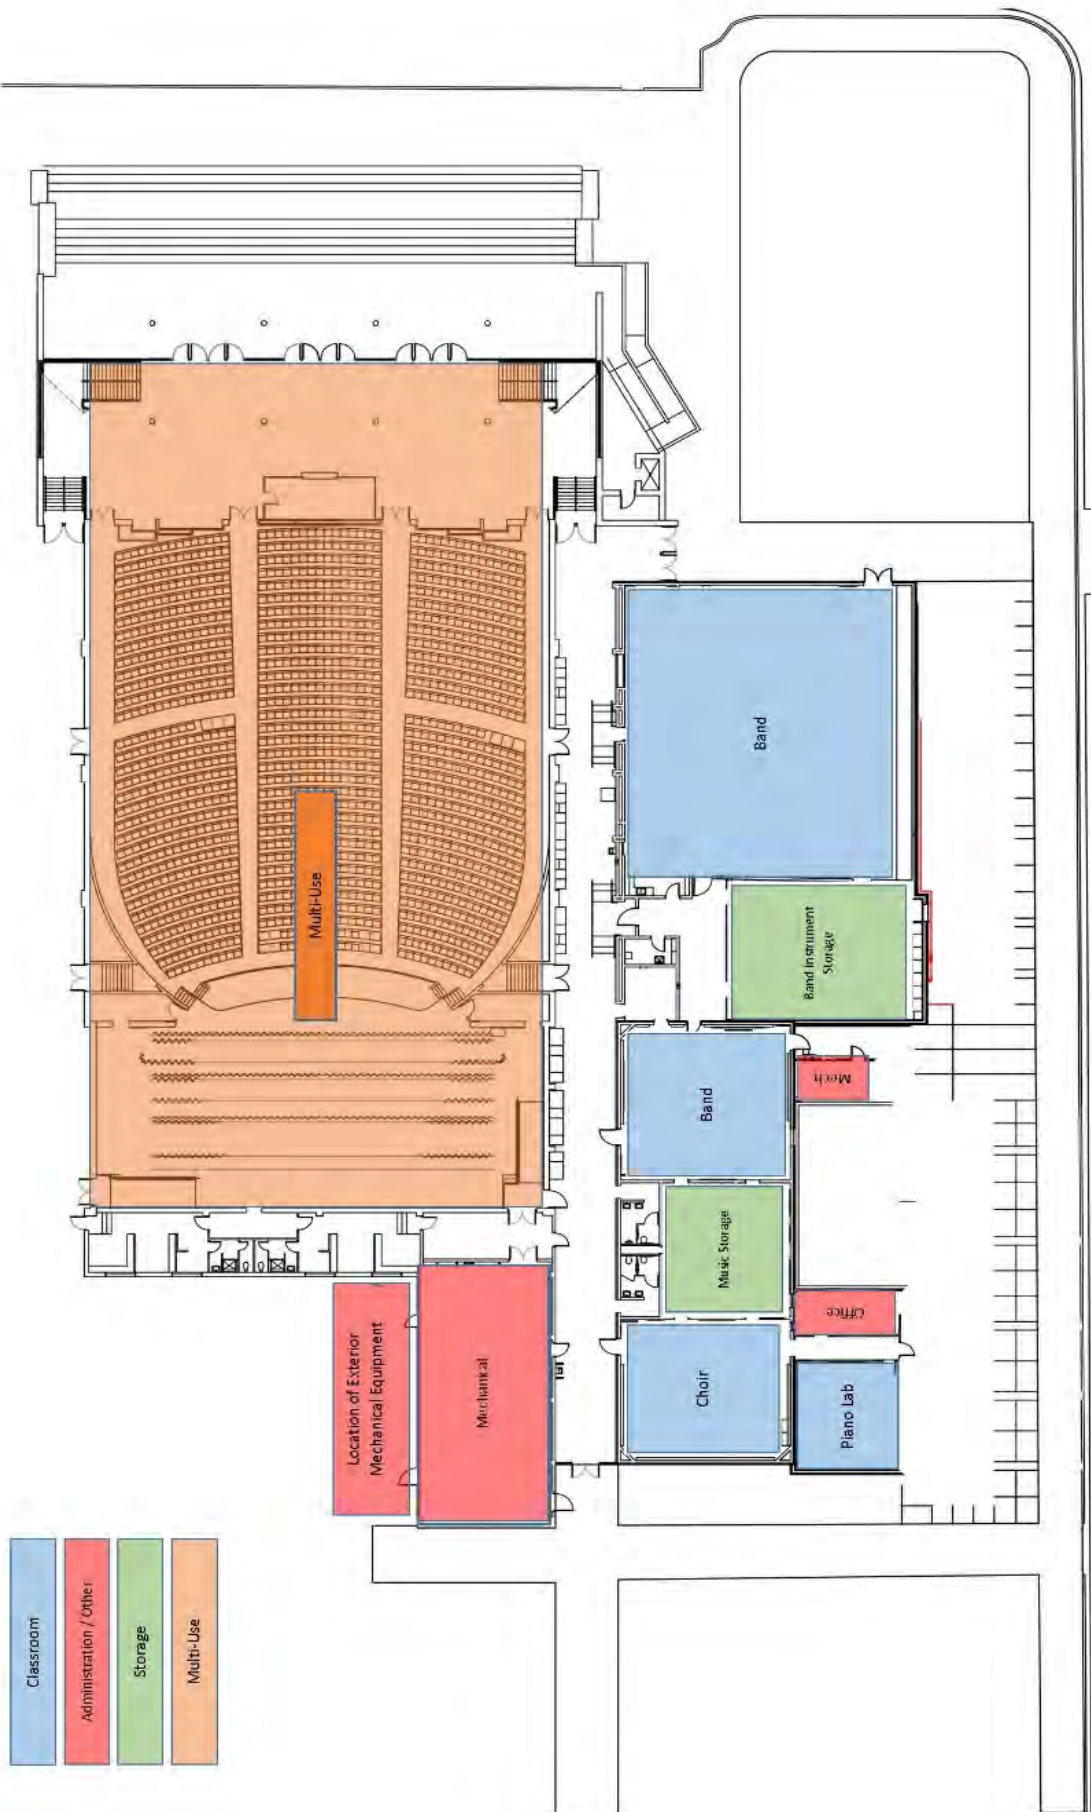 Multi-Use
Band
Band Instrument
Storage
Band
Mech
Music Storage
Office
Choir
Piano Lab
Mechanical
Location of Exterior
Mechanical Equipment
Classroom
Administration / Other
Storage
Multi-Use